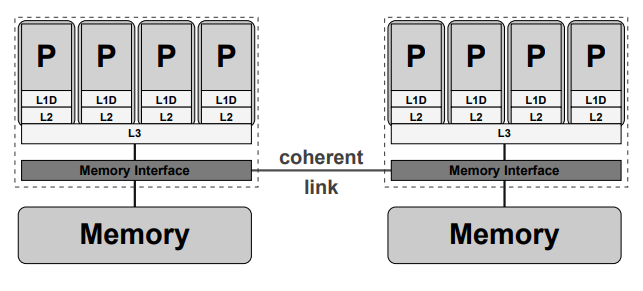 P P P P P P P P
L1D L1D L1D L1D L1D L1D L1D L1D
L2 L2 L2 L2 L2 L2 L2 L2
L3 L3
coherent
Memory Interface Memory Interface
link
Memory Memory